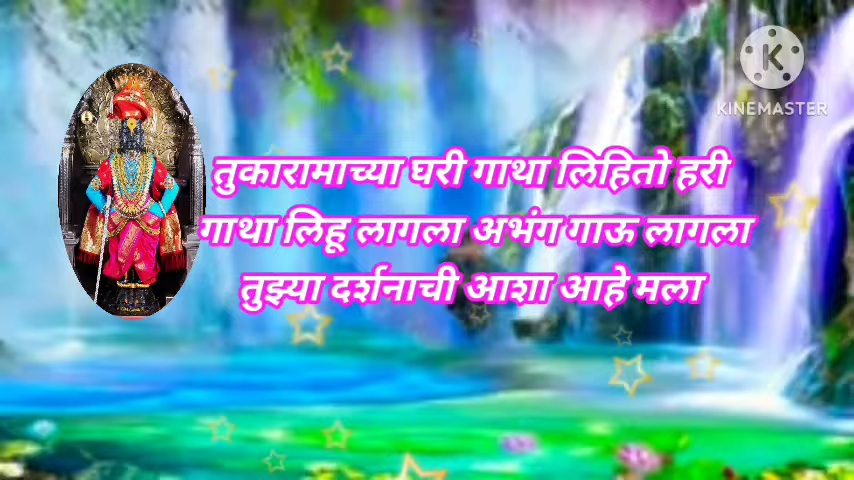 KINEMASTER
तुकारामाच्या घरी गाथा लिहितो हरी
गाथा लिहू लागला अभंग गाऊ लागला
तुझ्या दर्शनाची आशा आहे मला